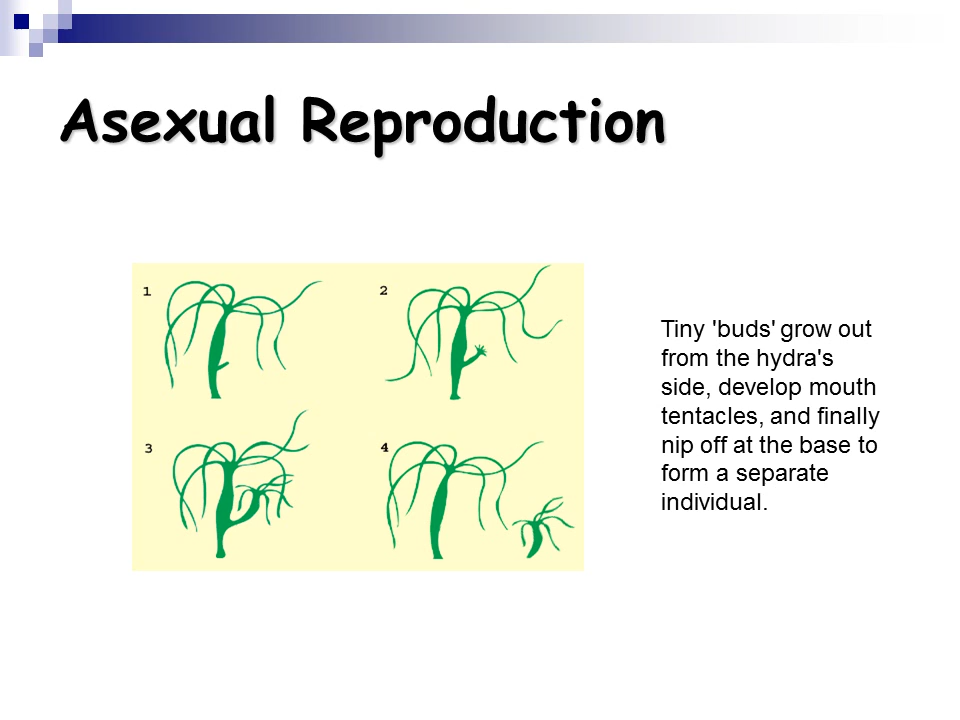 Asexual Reproduction
1
2
3
4
Tiny 'buds' grow out
from the hydra's
side, develop mouth
tentacles, and finally
nip off at the base to
form a separate
individual.